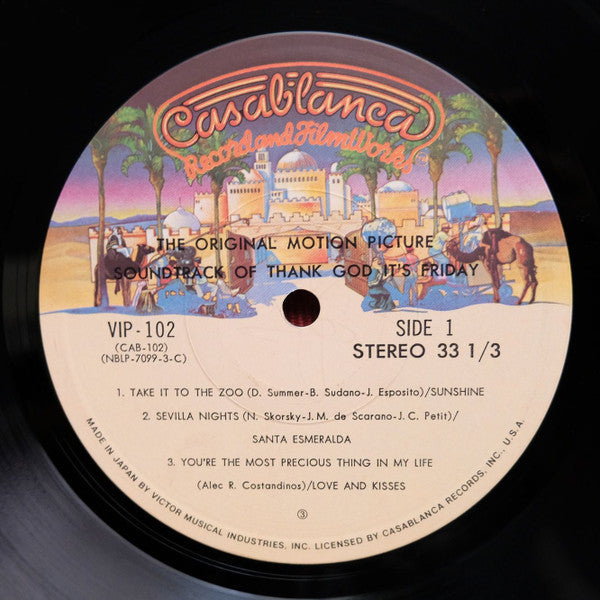 Casablanca
Record and FilmWorks
THE ORIGINAL MOTION PICTURE
SOUNDTRACK OF THANK GOD IT'S FRIDAY
VIP-102
(CAB-102)
(NBLP-7099-3-C)
SIDE 1
STEREO 33 1/3
1. TAKE IT TO THE ZOO (D. Summer-B. Sudano-J. Esposito)/SUNSHINE
2. SEVILLA NIGHTS (N. Skorsky-J. M. de Scarano-J. C. Petit)/
SANTA ESMERALDA
3. YOU'RE THE MOST PRECIOUS THING IN MY LIFE
(Alec R. Costandinos)/LOVE AND KISSES
③
MADE IN JAPAN BY VICTOR MUSICAL INDUSTRIES, INC. LICENSED BY CASABLANCA RECORDS, INC., U.S.A.